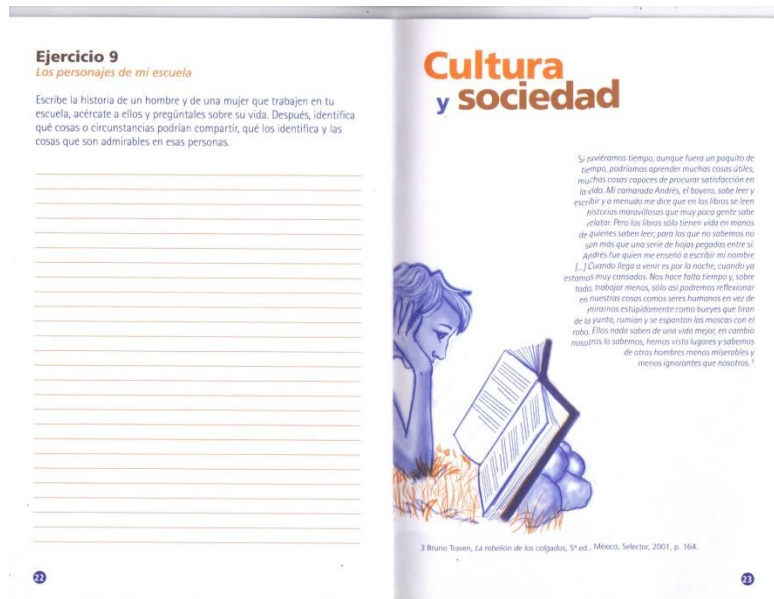 Ejercicio 9
Los personajes de mi escuela
Escribe la historia de un hombre y de una mujer que trabajen en tu
escuela, acércate a ellos y pregúntales sobre su vida. Después, identifica
qué cosas o circunstancias podrían compartir, qué los identifica y las
cosas que son admirables en esas personas.
22
Cultura
y sociedad
Si tuviéramos tiempo, aunque fuera un poquito de
tiempo, podríamos aprender muchas cosas útiles,
muchas cosas capaces de procurar satisfacción en
la vida. Mi camarada Andrés, el boyero, sabe leer y
escribir y a menudo me dice que en los libros se leen
historias maravillosas que muy poca gente sabe
relatar. Pero los libros sólo tienen vida en manos
de quienes saben leer; para los que no sabemos no
son más que una serie de hojas pegadas entre sí.
Andrés fue quien me enseñó a escribir mi nombre
[...] Cuando llega a venir es por la noche, cuando ya
estamos muy cansados. Nos hace falta tiempo y, sobre
todo, trabajar menos, sólo así podremos reflexionar
en nuestras cosas comos seres humanos en vez de
mirarnos estúpidamente como bueyes que tiran
de la yunta, rumian y se espantan las moscas con el
rabo. Ellos nada saben de una vida mejor, en cambio
nosotros lo sabemos, hemos visto lugares y sabemos
de otros hombres menos miserables y
menos ignorantes que nosotros. 3
3 Bruno Traven, La rebelión de los colgados, 5ª ed., México, Selector, 2001, p. 164.
23